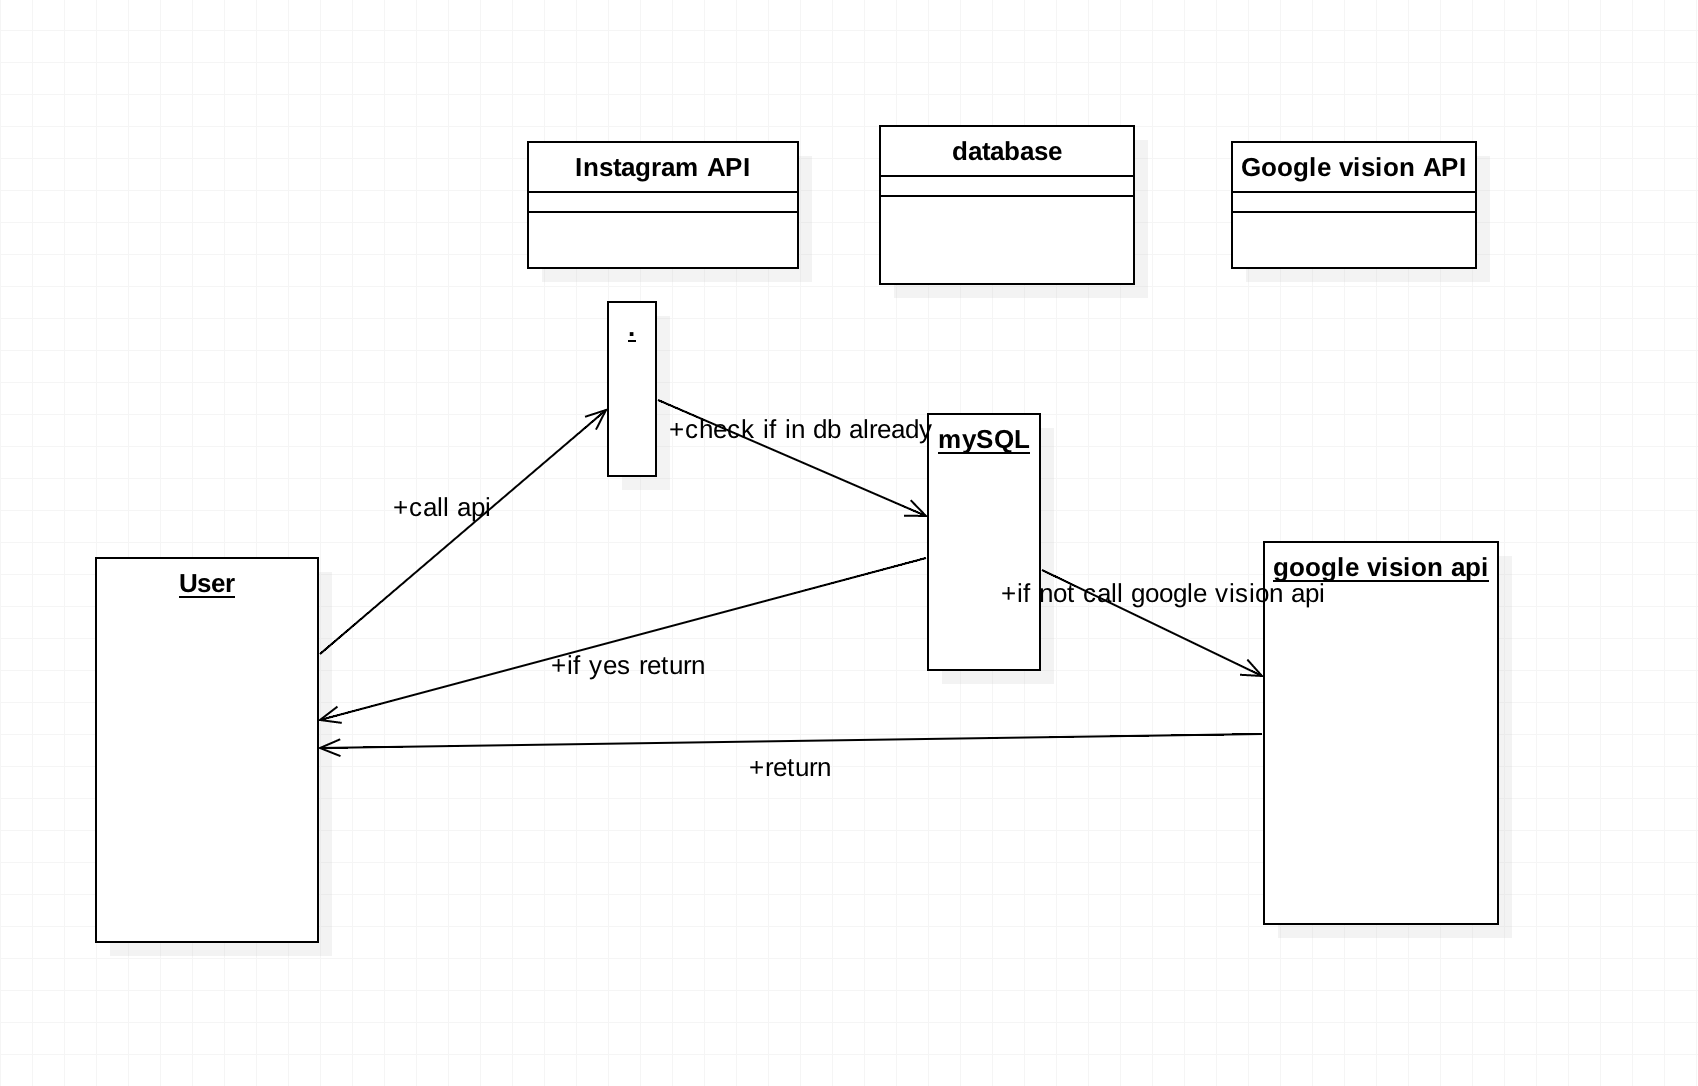 Instagram API
database
Google vision API
.
+check if in db already
mySQL
+call api
User
google vision api
+if not call google vision api
+if yes return
+return